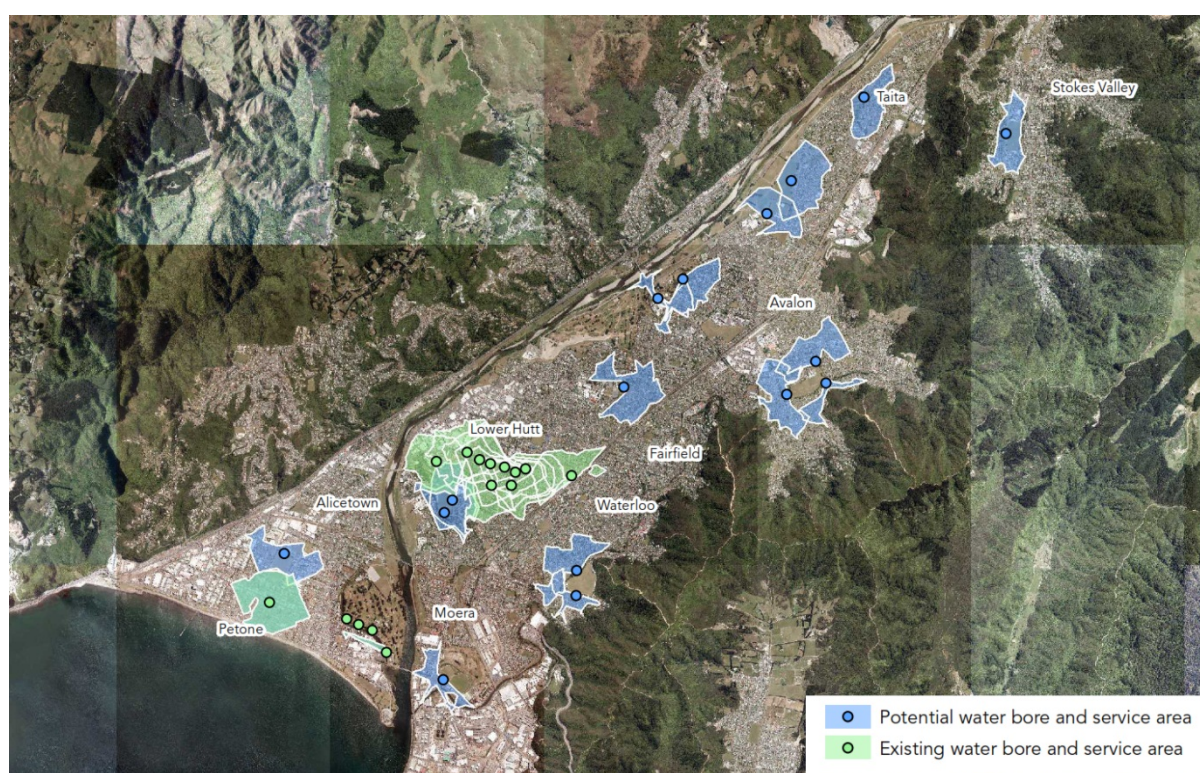 Stokes Valley
Taita
Avalon
Lower Hutt
Fairfield
Alicetown
Waterloo
Moera
Petone
Potential water bore and service area
Existing water bore and service area